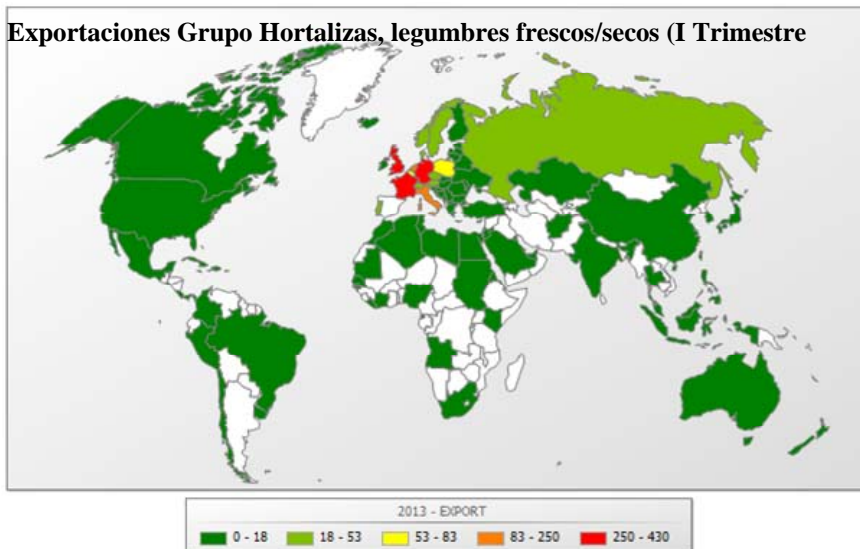 Exportaciones Grupo Hortalizas, legumbres frescos/secos (I Trimestre
2013 - EXPORT
0 - 18 18 - 53 53 - 83 83 - 250 250 - 430